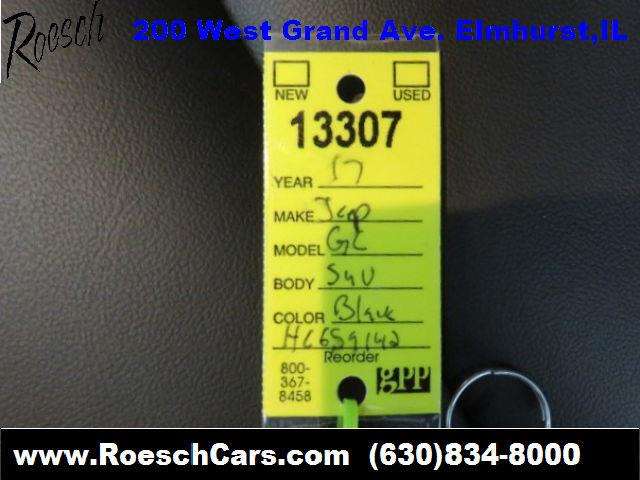 Roesch 200 West Grand Ave. Elmhurst,IL
NEW USED
13307
YEAR 17
MAKE Jeep
MODEL GC
BODY SUV
COLOR Black
HC659142
Reorder
800-
367-
8458
gPP
www.RoeschCars.com (630)834-8000